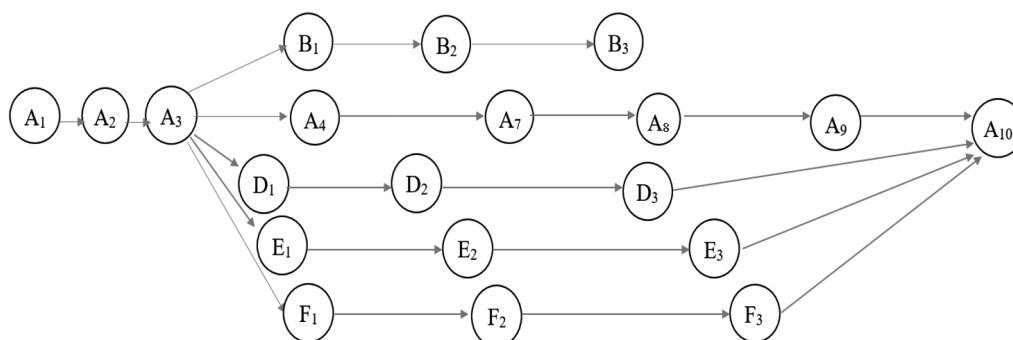 B₁ B₂ B₃
A₁ A₂ A₃ A₄ A₇ A₈ A₉ A₁₀
D₁ D₂ D₃
E₁ E₂ E₃
F₁ F₂ F₃